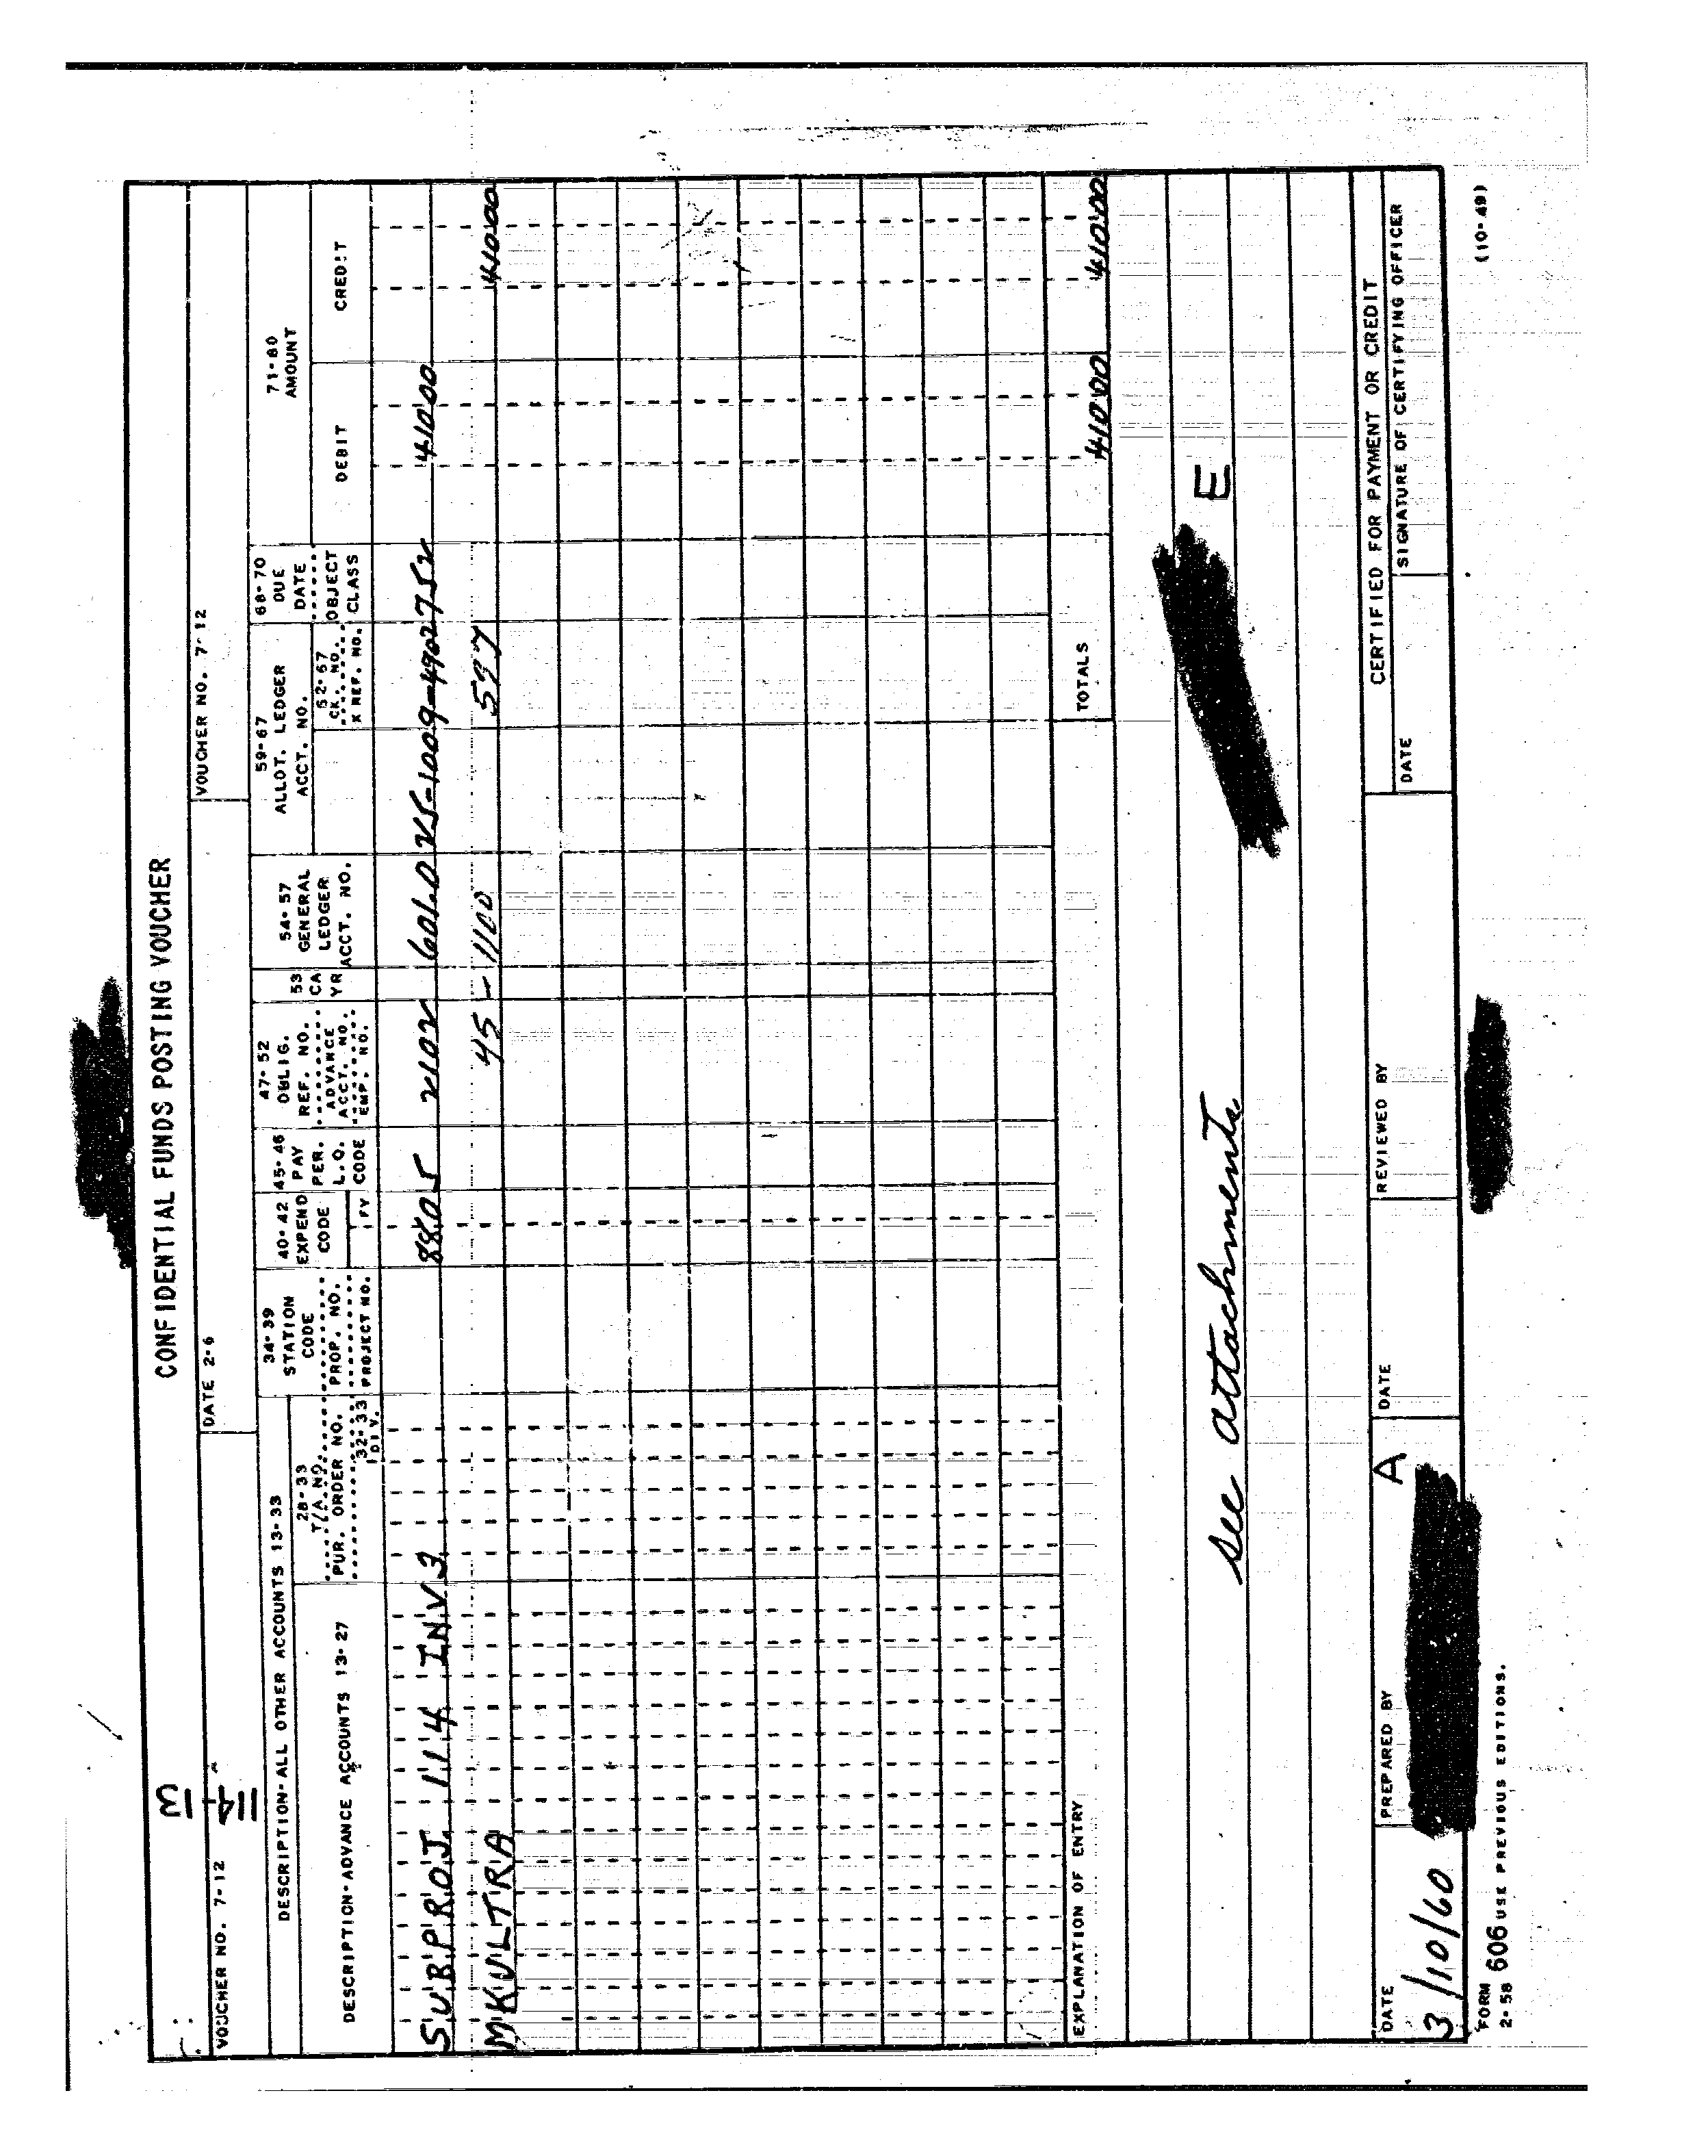 CONFIDENTIAL FUNDS POSTING VOUCHER
3
VOUCHER NO. 7-12
DATE 2-6
VOUCHER NO. 7-12
114
DESCRIPTION-ALL OTHER ACCOUNTS 13-33
DESCRIPTION-ADVANCE ACCOUNTS 13-27
28-33
T/A NO.
PUR. ORDER NO.
32-33
DIV.
34-39
STATION
CODE
PROP. NO.
PROJECT NO.
40-42
EXPEND
CODE
FY
45-46
PAY
PER.
L.O.
CODE
47-52
OBLIG.
REF. NO.
ADVANCE
ACCT. NO.
EMP. NO.
53
CA
YR
54-57
GENERAL
LEDGER
ACCT. NO.
59-67
ALLOT. LEDGER
ACCT. NO.
52-67
CK. NO.
X REF. NO.
68-70
DUE
DATE
OBJECT
CLASS
71-80
AMOUNT
DEBIT
CREDIT
SUBPROJ 114 INV 3 8805 2102 601.0 25-1009-4902 752 410 00
MKULTRA 45 - 1100 597 410 00
EXPLANATION OF ENTRY
TOTALS 410 00 410 00
See attachments E
DATE
3/10/60
PREPARED BY
A
DATE
REVIEWED BY
CERTIFIED FOR PAYMENT OR CREDIT
DATE
SIGNATURE OF CERTIFYING OFFICER
FORM 606 USE PREVIOUS EDITIONS.
2-58
(10-49)